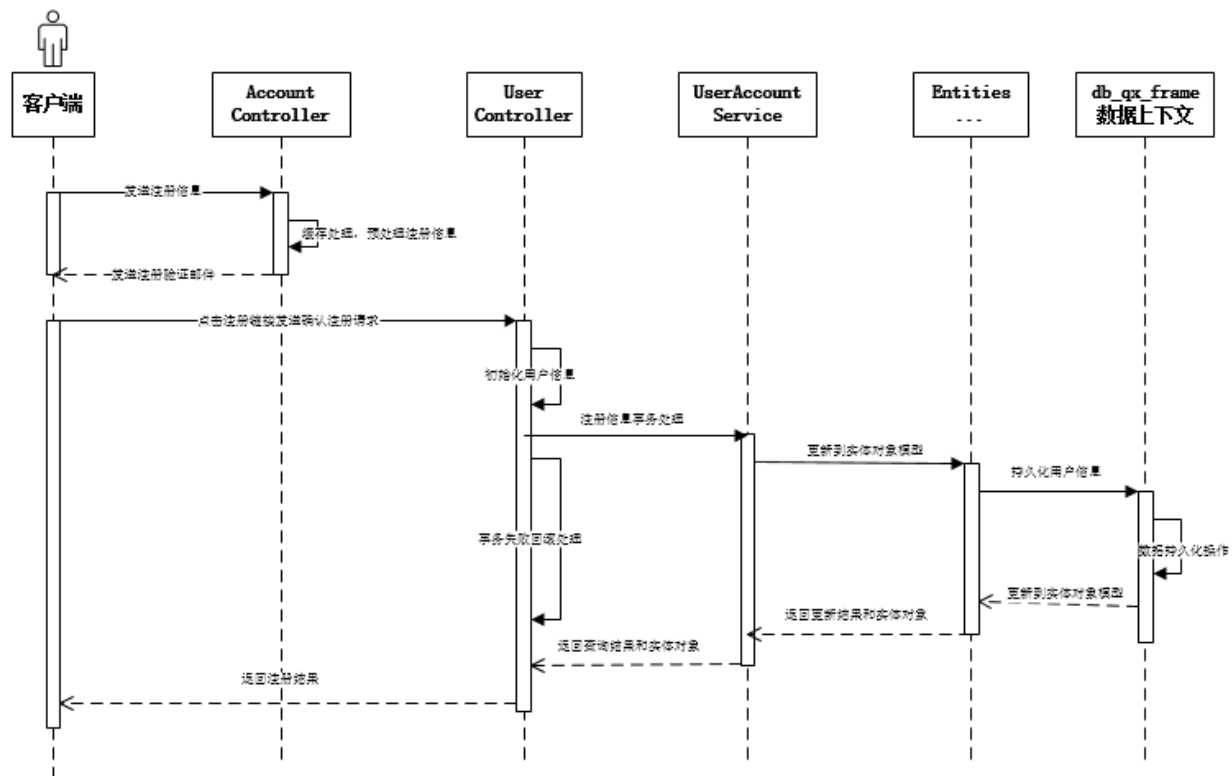 客户端
Account
Controller
User
Controller
UserAccount
Service
Entities
...
db_qx_frame
数据上下文
发送注册信息
缓存处理，预处理注册信息
发送注册验证邮件
点击注册链接发送确认注册请求
初始化用户信息
注册信息事务处理
更新到实体对象模型
持久化用户信息
事务失败回滚处理
数据持久化操作
更新到实体对象模型
返回更新结果和实体对象
返回查询结果和实体对象
返回注册结果